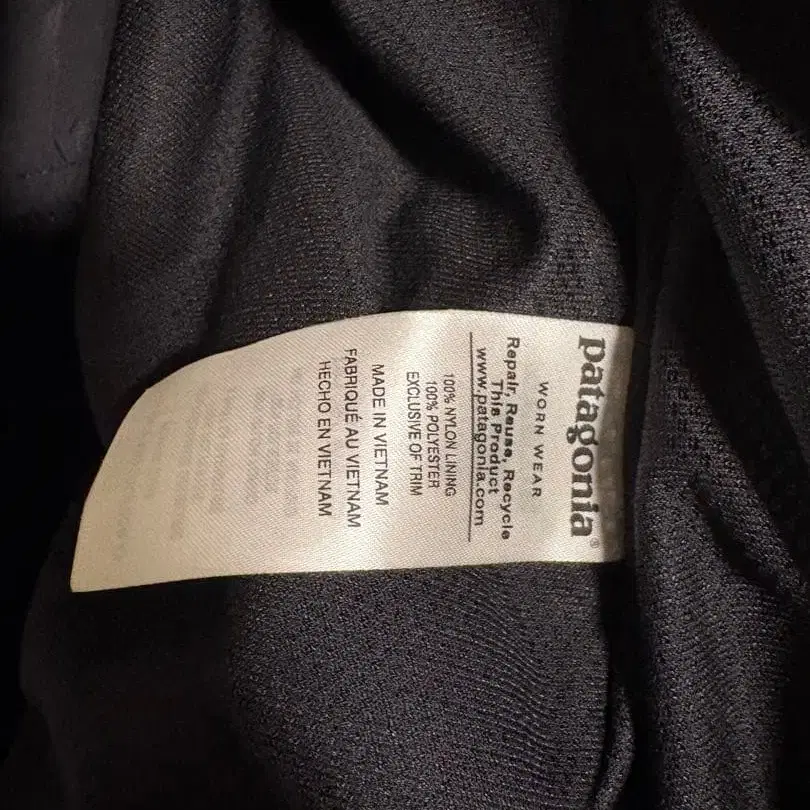 patagonia®
WORN WEAR
Repair, Reuse, Recycle
This Product
www.patagonia.com
100% NYLON LINING
100% POLYESTER
EXCLUSIVE OF TRIM
MADE IN VIETNAM
FABRIQUÉ AU VIETNAM
HECHO EN VIETNAM